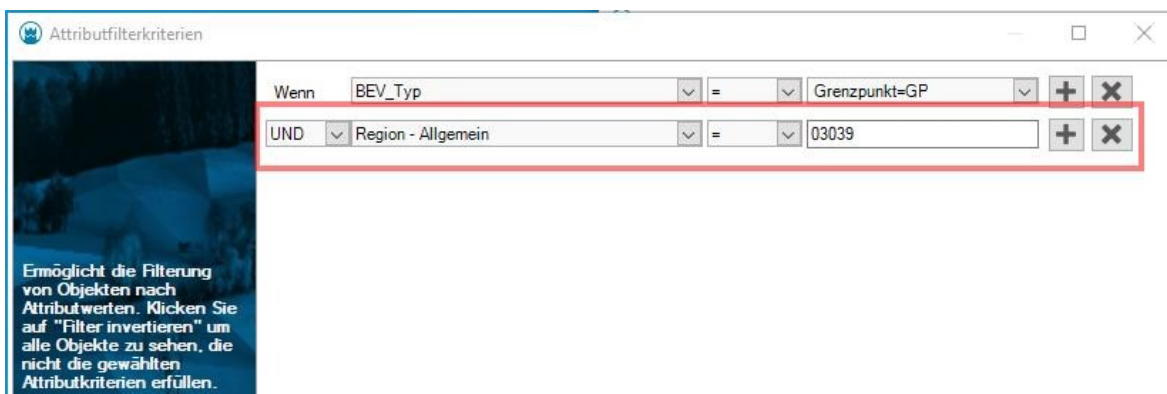 Attributfilterkriterien
Wenn BEV_Typ = Grenzpunkt=GP
UND Region - Allgemein = 03039
Ermöglicht die Filterung
von Objekten nach
Attributwerten. Klicken Sie
auf "Filter invertieren" um
alle Objekte zu sehen, die
nicht die gewählten
Attributkriterien erfüllen.